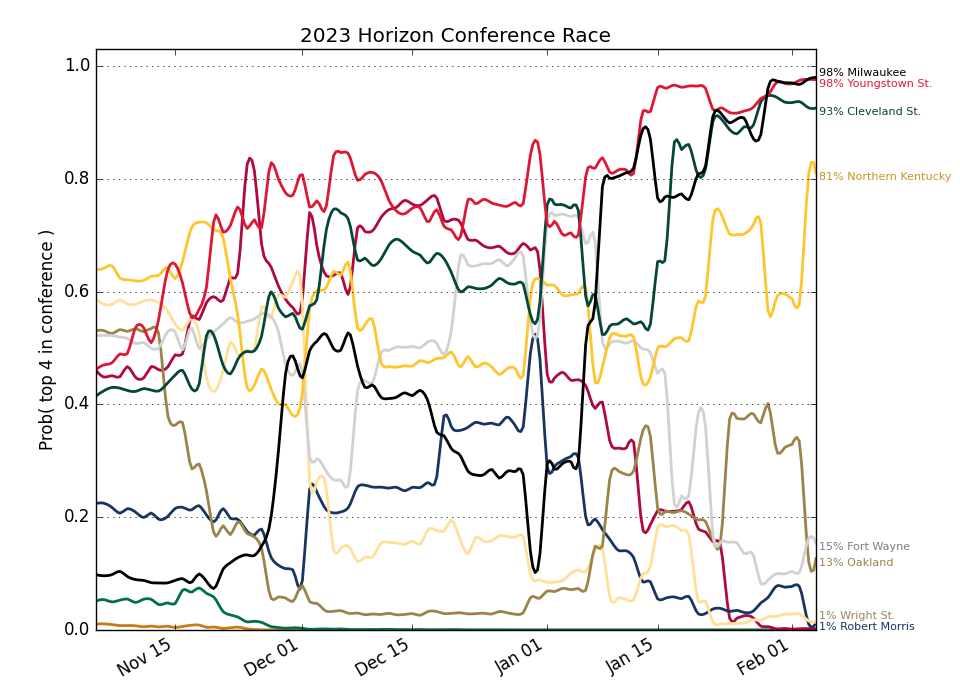 2023 Horizon Conference Race
Prob( top 4 in conference )
1.0
0.8
0.6
0.4
0.2
0.0
Nov 15
Dec 01
Dec 15
Jan 01
Jan 15
Feb 01
98% Milwaukee
98% Youngstown St.
93% Cleveland St.
81% Northern Kentucky
15% Fort Wayne
13% Oakland
1% Wright St.
1% Robert Morris